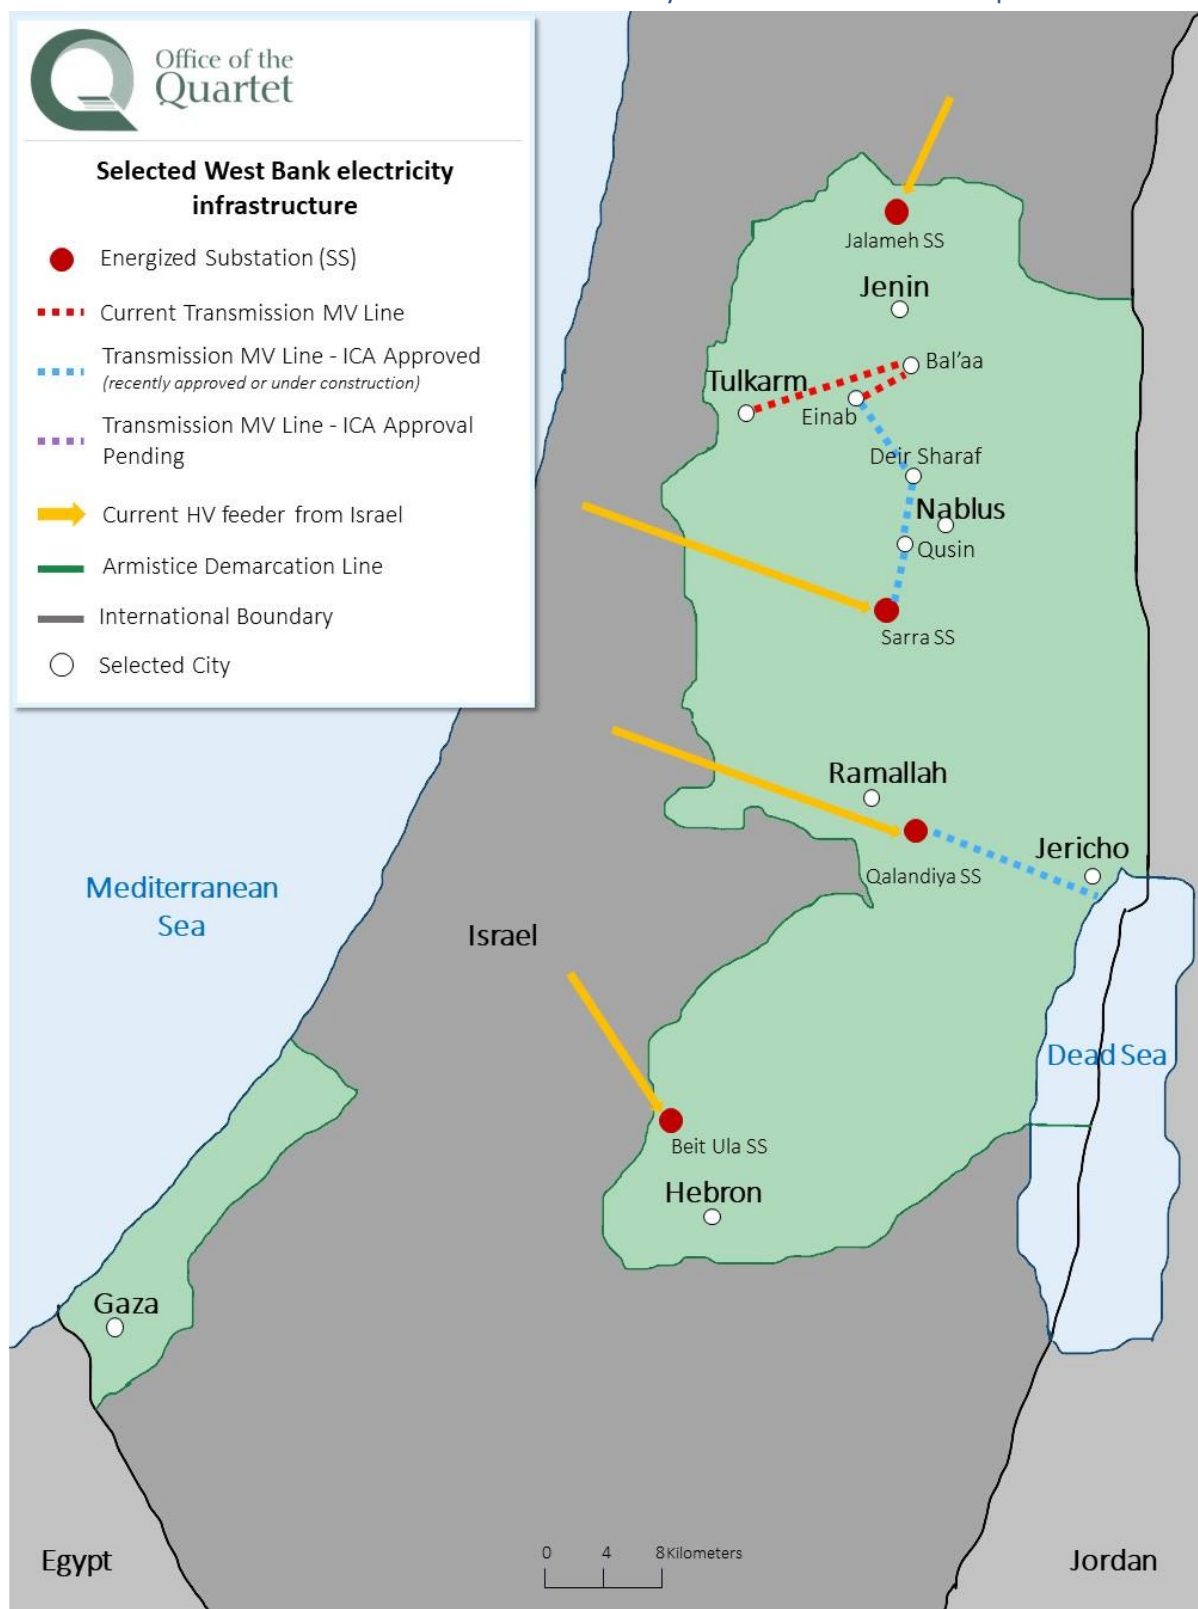 Office of the
Quartet
Selected West Bank electricity
infrastructure
Energized Substation (SS)
Current Transmission MV Line
Transmission MV Line - ICA Approved
(recently approved or under construction)
Transmission MV Line - ICA Approval
Pending
Current HV feeder from Israel
Armistice Demarcation Line
International Boundary
Selected City
Jalameh SS
Jenin
Bal’aa
Tulkarm
Einab
Deir Sharaf
Nablus
Qusin
Sarra SS
Ramallah
Jericho
Qalandiya SS
Mediterranean
Sea
Israel
Dead Sea
Beit Ula SS
Hebron
Gaza
0 4 8 Kilometers
Egypt
Jordan